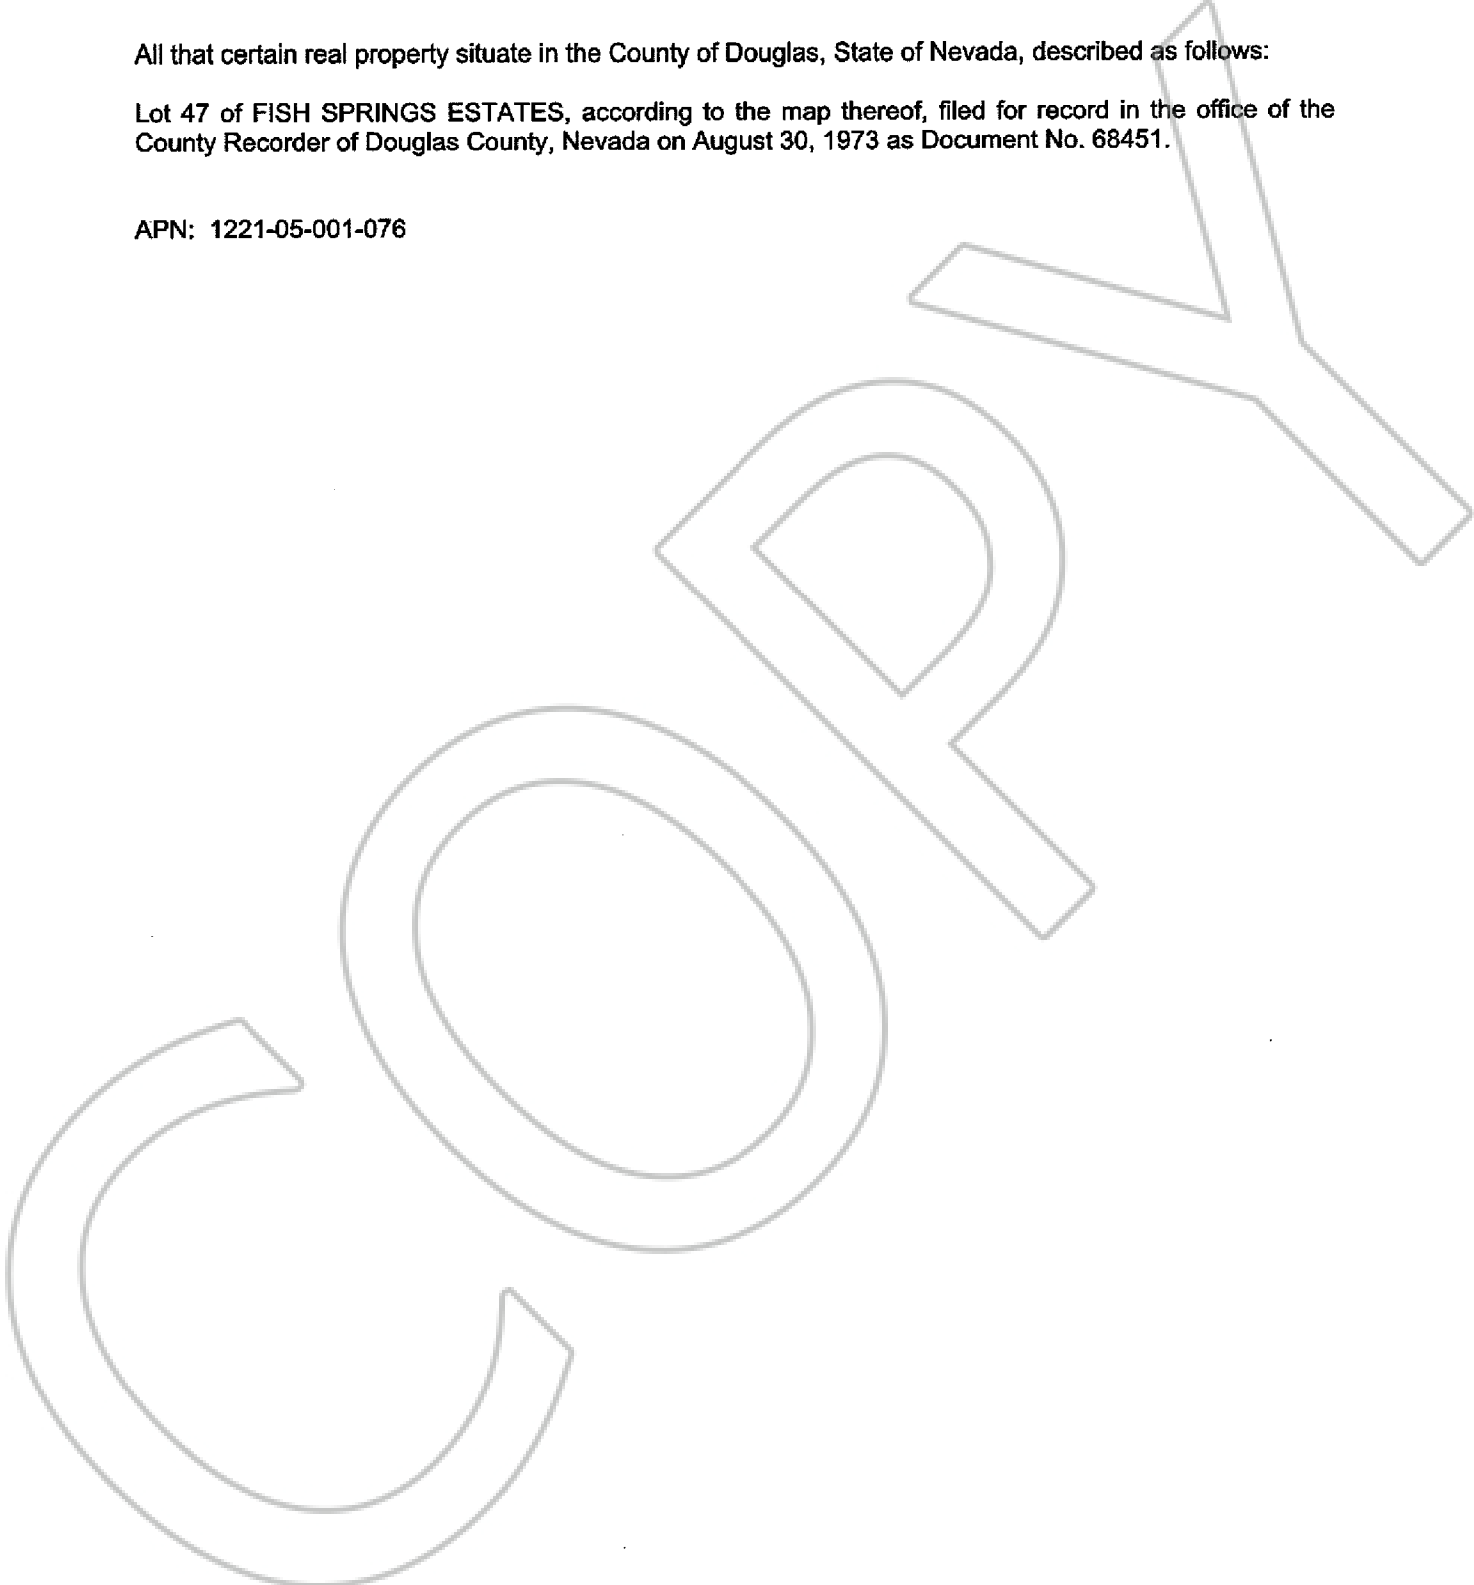 All that certain real property situate in the County of Douglas, State of Nevada, described as follows:
Lot 47 of FISH SPRINGS ESTATES, according to the map thereof, filed for record in the office of the
County Recorder of Douglas County, Nevada on August 30, 1973 as Document No. 68451.
APN: 1221-05-001-076
COPY